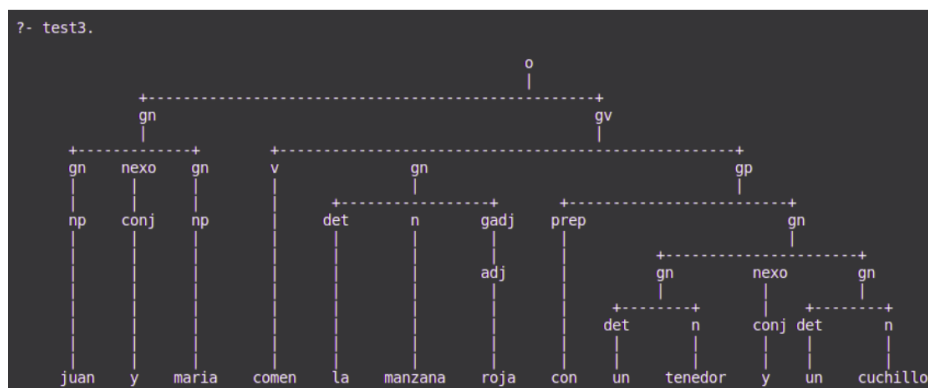 ?- test3.
o
gn gv
gn nexo gn v gn gp
np conj np det n gadj prep gn
adj gn nexo gn
det n conj det n
juan y maria comen la manzana roja con un tenedor y un cuchillo